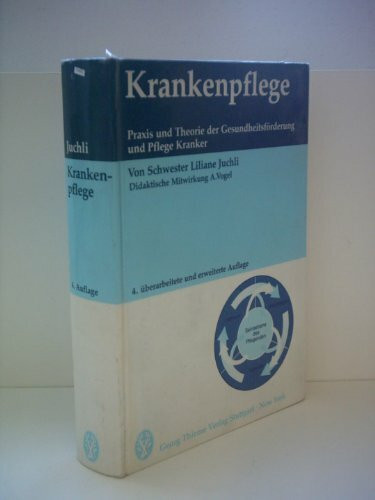 Juchli
Kranken-
pflege
4. Auflage
Krankenpflege
Praxis und Theorie der Gesundheitsförderung
und Pflege Kranker
Von Schwester Liliane Juchli
Didaktische Mitwirkung A. Vogel
4. überarbeitete und erweiterte Auflage
Georg Thieme Verlag Stuttgart · New York